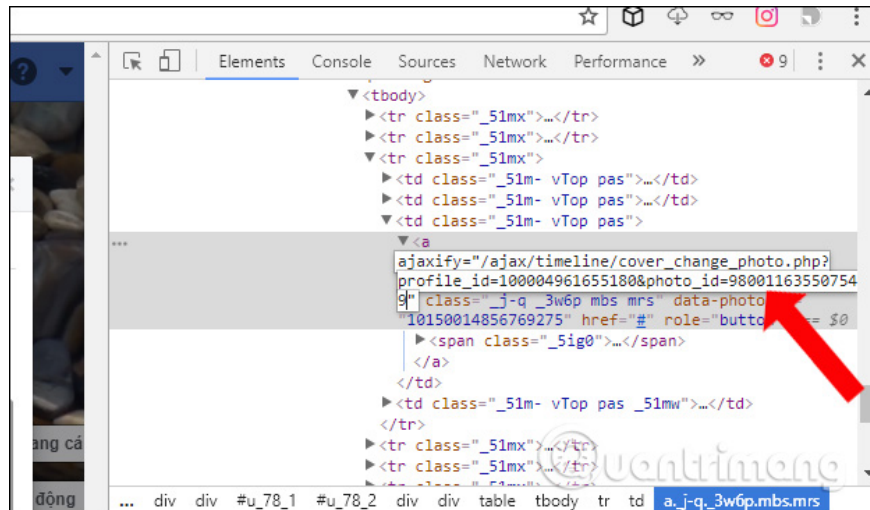 Elements Console Sources Network Performance » 9
▼<tbody>
▶<tr class="_51mx">…</tr>
▶<tr class="_51mx">…</tr>
▼<tr class="_51mx">
▶<td class="_51m- vTop pas">…</td>
▶<td class="_51m- vTop pas">…</td>
▼<td class="_51m- vTop pas">
... ▼<a
ajaxify="/ajax/timeline/cover_change_photo.php?
profile_id=100004961655180&photo_id=98001163550754
9" class="_j-q _3w6p mbs mrs" data-photo
"10150014856769275" href="#" role="butto == $0
▶<span class="_5ig0">…</span>
</a>
</td>
▶<td class="_51m- vTop pas _51mw">…</td>
</tr>
▶<tr class="_51mx">…</tr>
▶<tr class="_51mx">…</tr>
ang cá
động
Quantrimang
... div div #u_78_1 #u_78_2 div div table tbody tr td a._j-q._3w6p.mbs.mrs